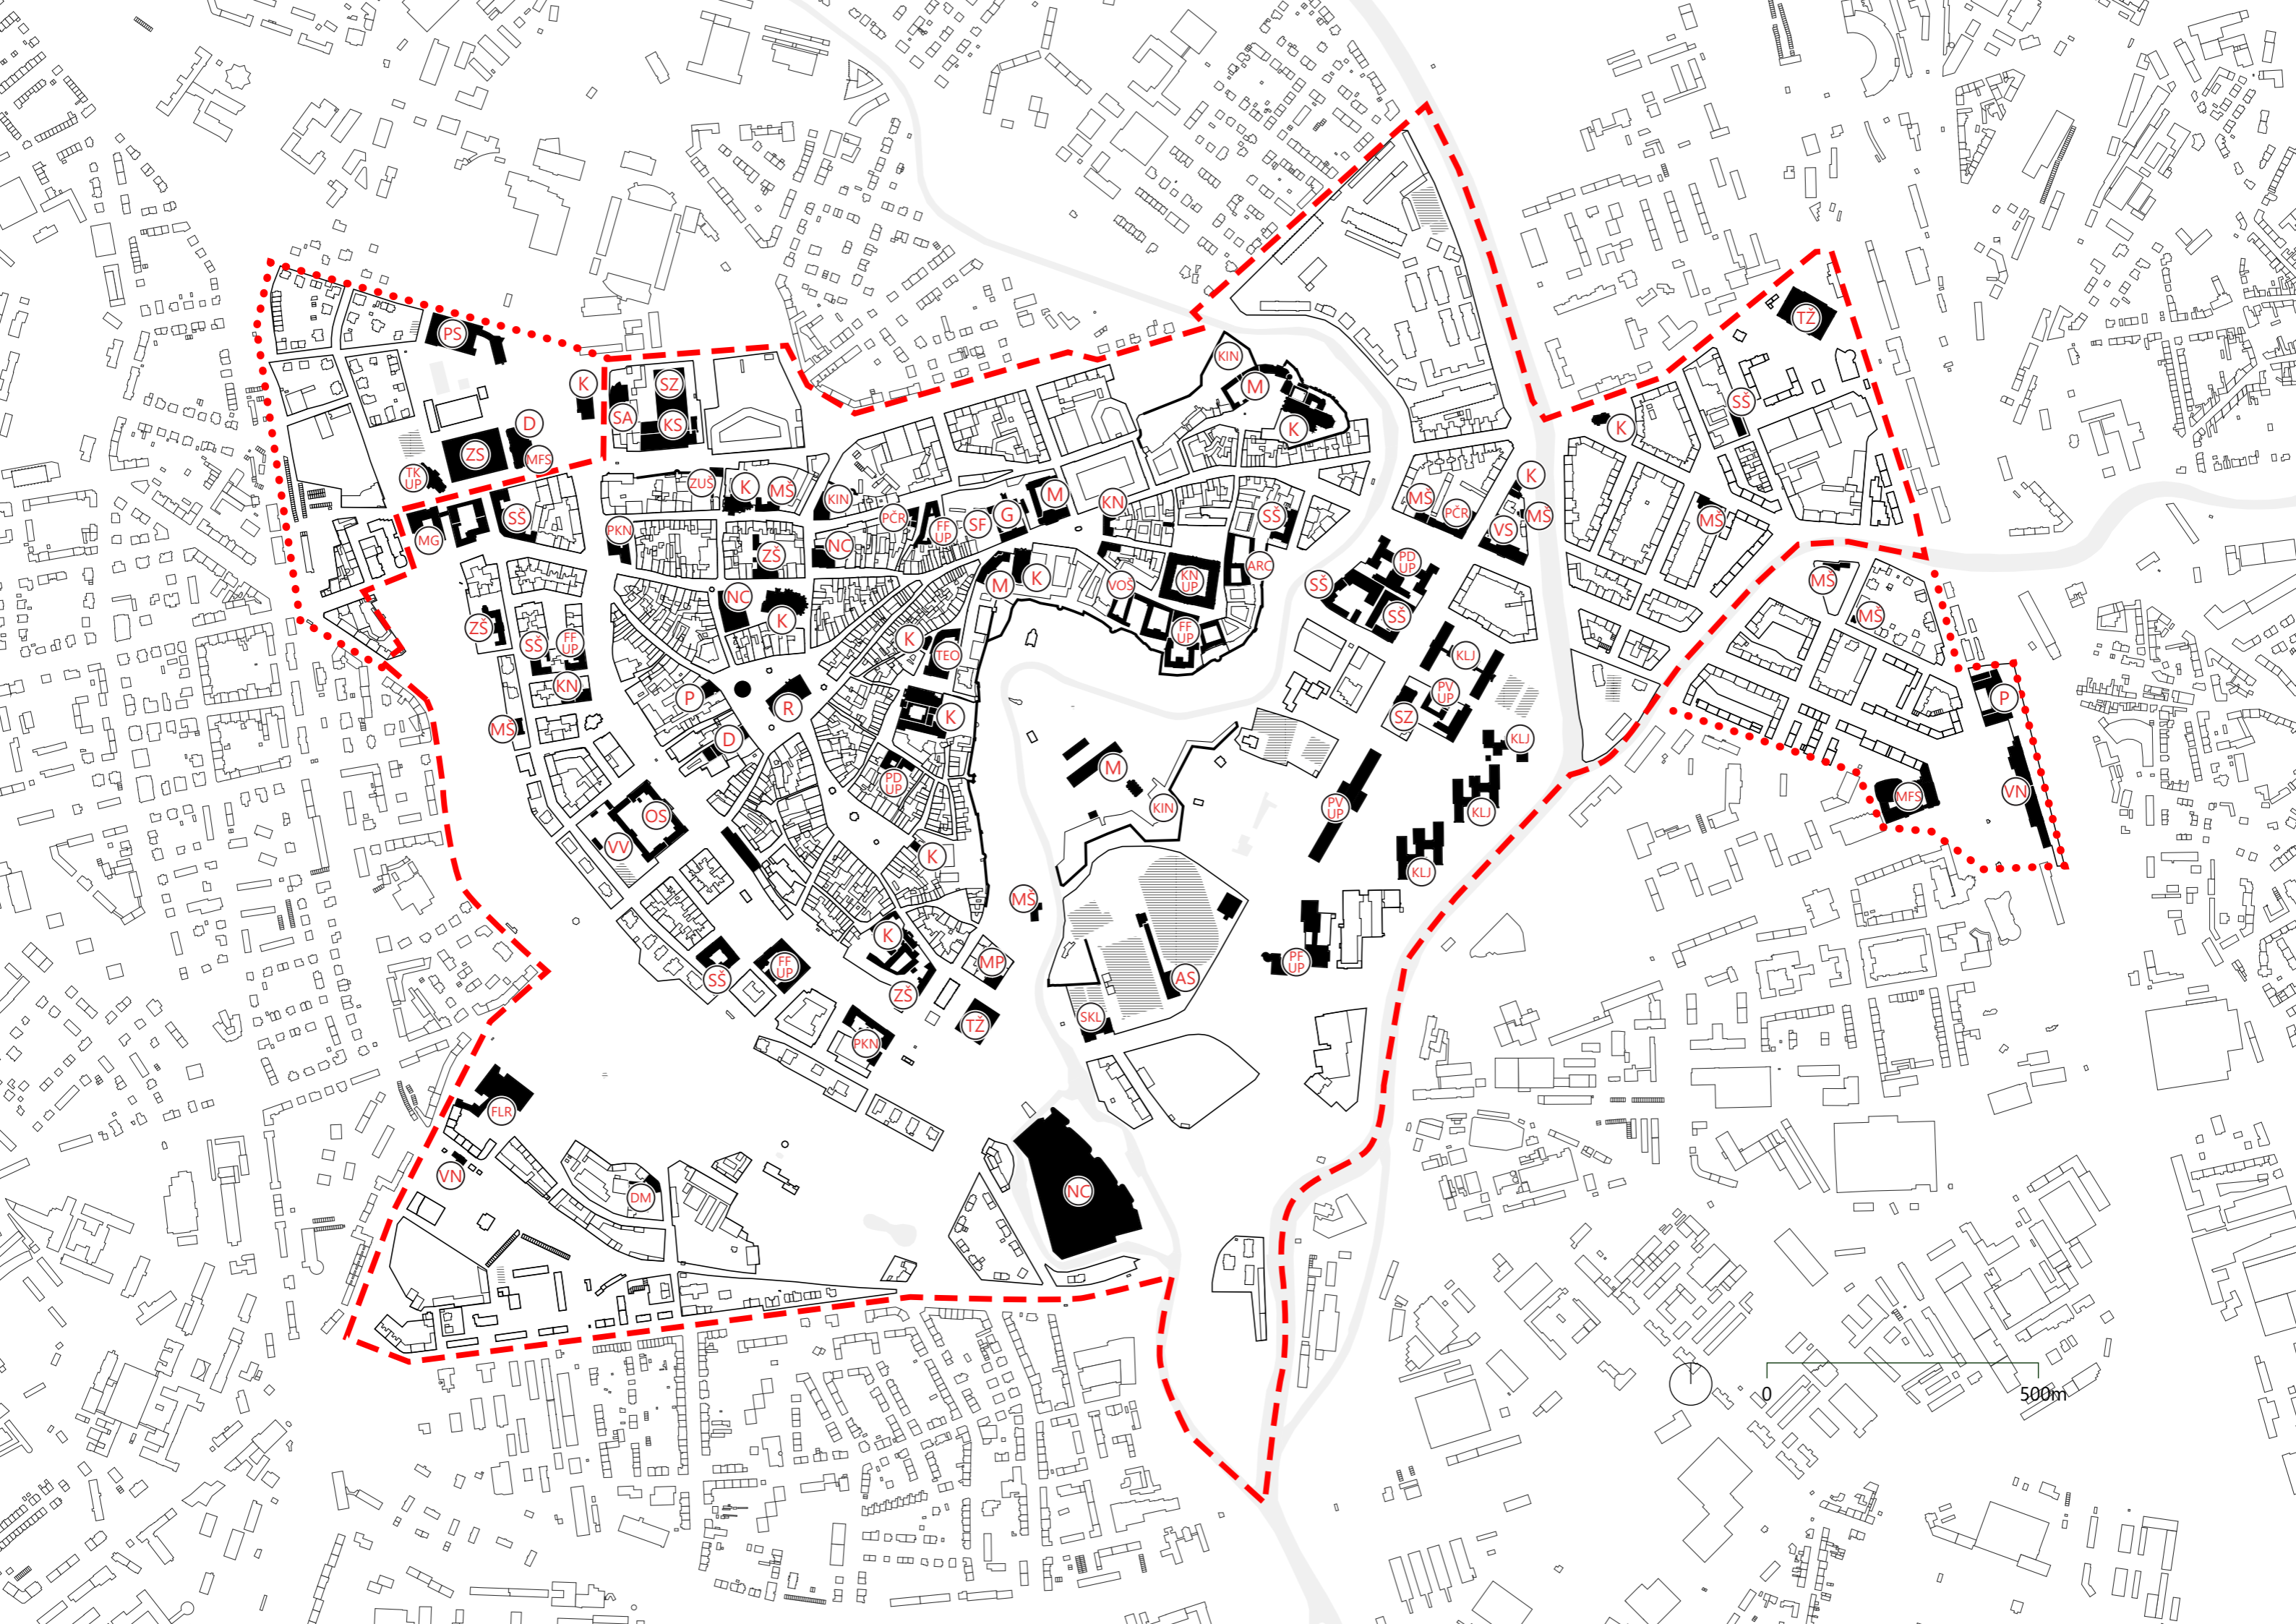 TŽ
PS
KIN
K
SZ
M
SŠ
SA
KS
D
K
K
ZS
MFS
TK
UP
ZUŠ
K
MŠ
KIN
M
KN
K
MŠ
PČR
MŠ
MG
SŠ
PKN
PČR
FF
UP
SF
G
SŠ
VS
MŠ
ZŠ
NC
ARC
PD
UP
M
K
VOŠ
KN
UP
SŠ
MŠ
NC
K
SŠ
MŠ
ZŠ
SŠ
FF
UP
K
TEO
FF
UP
KLJ
KN
P
R
K
PV
UP
SZ
P
MŠ
D
KLJ
PD
UP
M
KIN
PV
UP
KLJ
MFS
VN
OS
VV
K
KLJ
MŠ
K
SŠ
FF
UP
MP
PF
UP
AS
ZŠ
SKL
TŽ
PKN
FLR
VN
DM
NC
0
500m